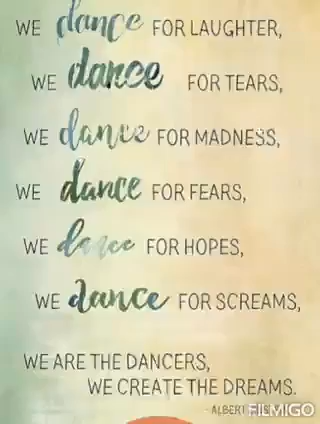 WE dance FOR LAUGHTER,
WE dance FOR TEARS,
WE dance FOR MADNESS,
WE dance FOR FEARS,
WE dance FOR HOPES,
WE dance FOR SCREAMS,
WE ARE THE DANCERS,
WE CREATE THE DREAMS.
- ALBERT
FILMIGO